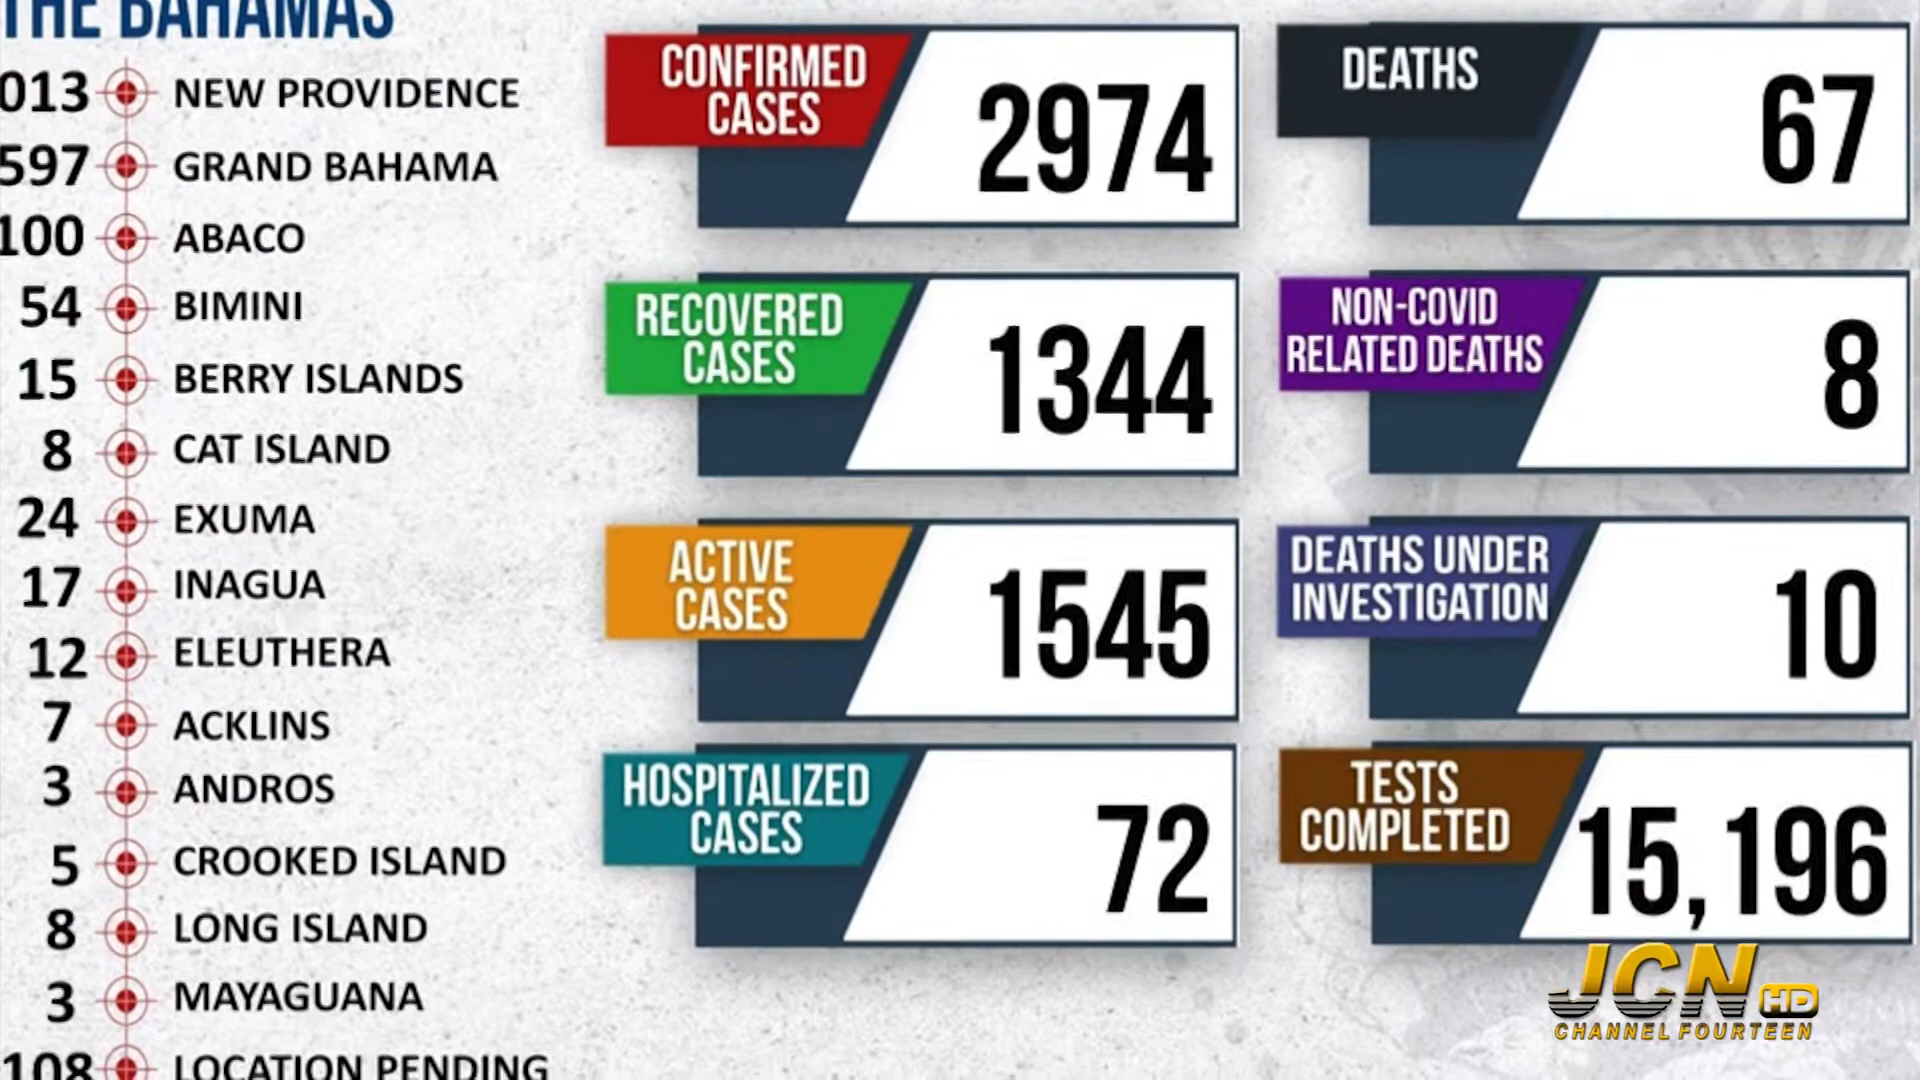 THE BAHAMAS
013 NEW PROVIDENCE
597 GRAND BAHAMA
100 ABACO
54 BIMINI
15 BERRY ISLANDS
8 CAT ISLAND
24 EXUMA
17 INAGUA
12 ELEUTHERA
7 ACKLINS
3 ANDROS
5 CROOKED ISLAND
8 LONG ISLAND
3 MAYAGUANA
108 LOCATION PENDING
CONFIRMED
CASES
2974
RECOVERED
CASES
1344
ACTIVE
CASES
1545
HOSPITALIZED
CASES
72
DEATHS
67
NON-COVID
RELATED DEATHS
8
DEATHS UNDER
INVESTIGATION
10
TESTS
COMPLETED
15,196
JCN HD
CHANNEL FOURTEEN